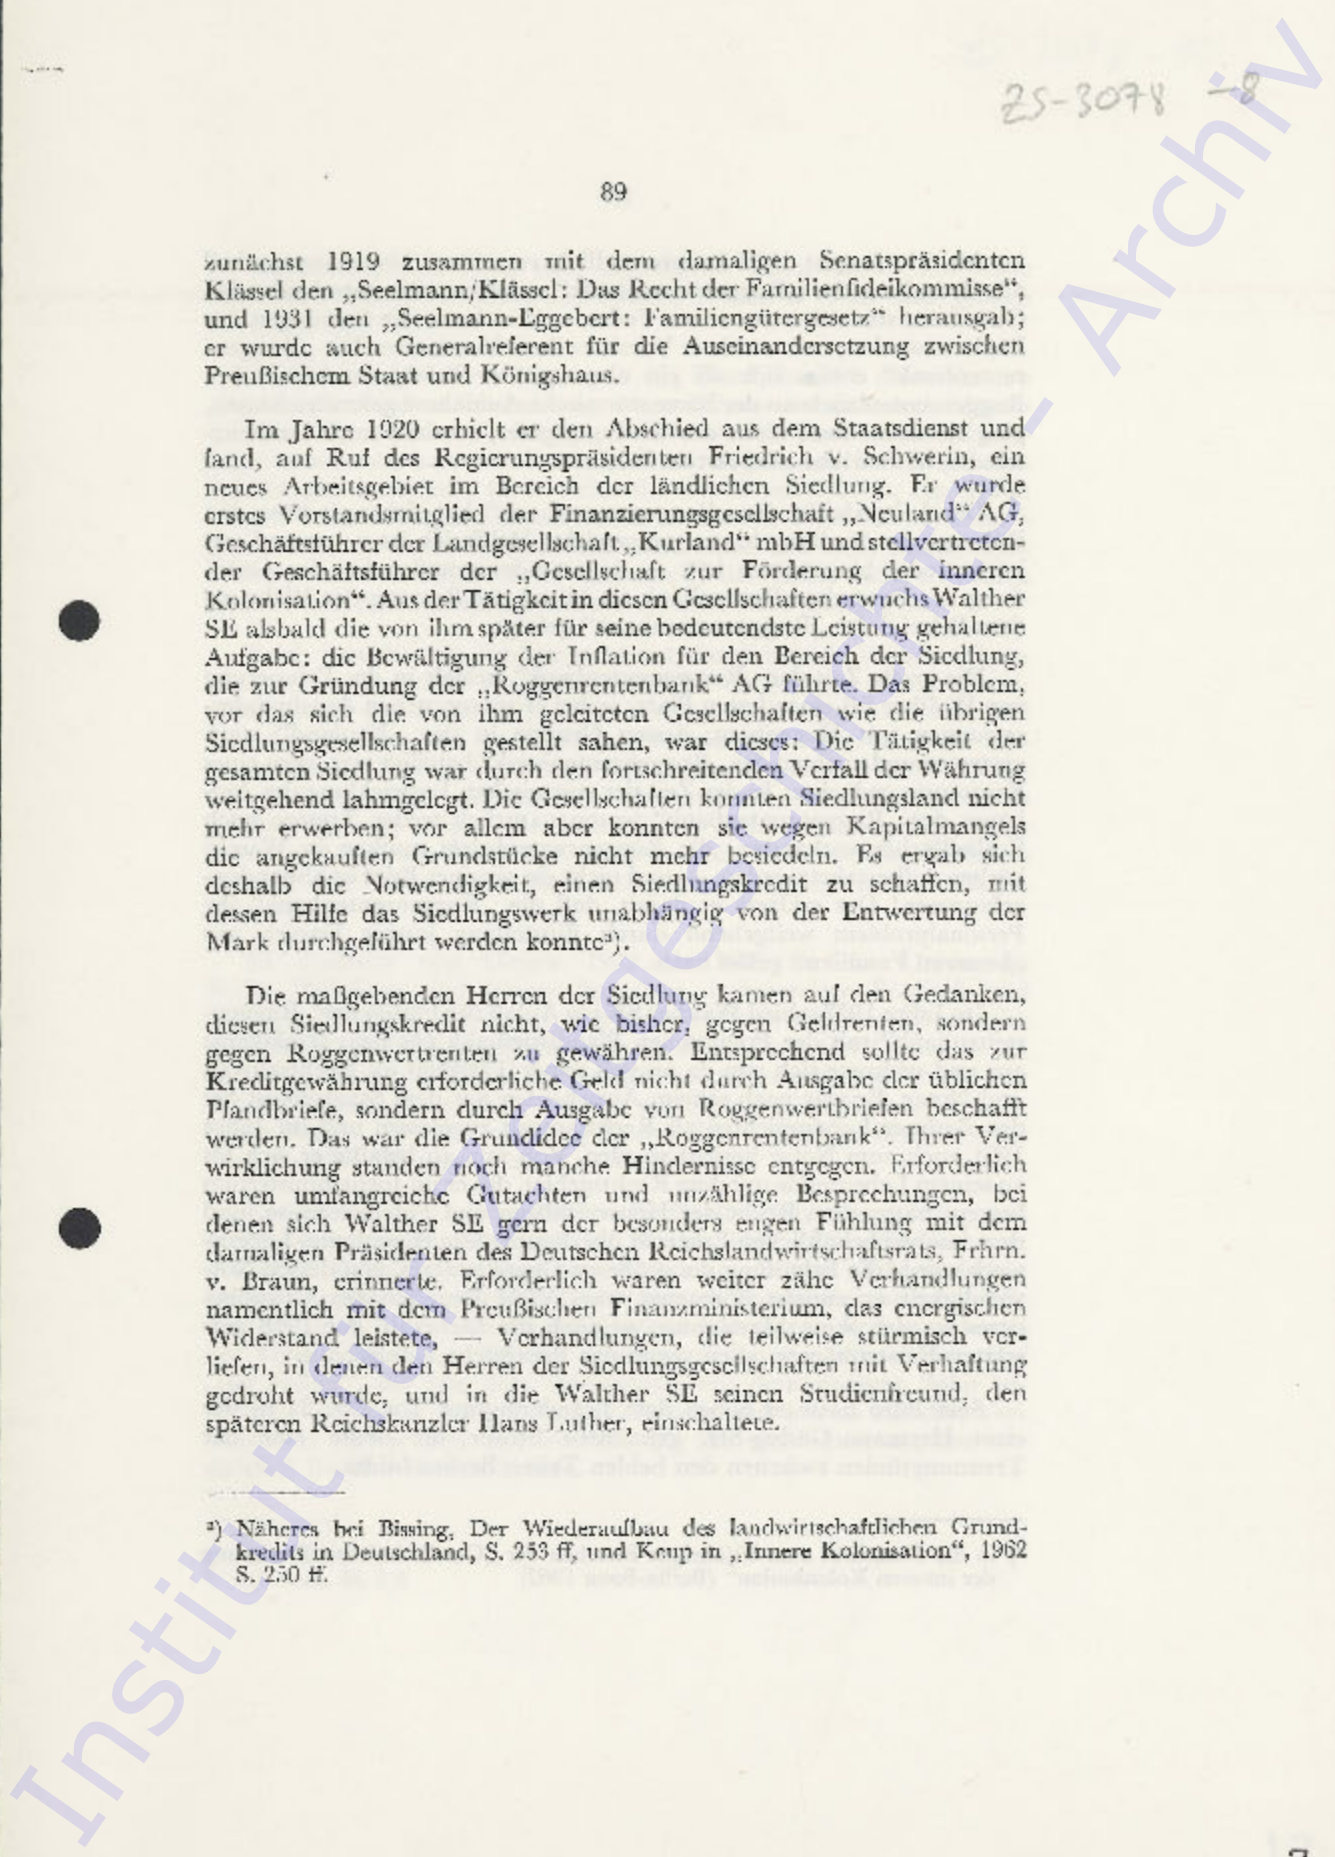 ZS-3078 -8
89
zunächst 1919 zusammen mit dem damaligen Senatspräsidenten
Klässel den „Seelmann/Klässel: Das Recht der Familienfideikommisse“,
und 1931 den „Seelmann-Eggebert: Familiengütergesetz“ herausgab;
er wurde auch Generalreferent für die Auseinandersetzung zwischen
Preußischem Staat und Königshaus.
Im Jahre 1920 erhielt er den Abschied aus dem Staatsdienst und
fand, auf Ruf des Regierungspräsidenten Friedrich v. Schwerin, ein
neues Arbeitsgebiet im Bereich der ländlichen Siedlung. Er wurde
erstes Vorstandsmitglied der Finanzierungsgesellschaft „Neuland“ AG,
Geschäftsführer der Landgesellschaft „Kurland“ mbH und stellvertreten-
der Geschäftsführer der „Gesellschaft zur Förderung der inneren
Kolonisation“. Aus der Tätigkeit in diesen Gesellschaften erwuchs Walther
SE alsbald die von ihm später für seine bedeutendste Leistung gehaltene
Aufgabe: die Bewältigung der Inflation für den Bereich der Siedlung,
die zur Gründung der „Roggenrentenbank“ AG führte. Das Problem,
vor das sich die von ihm geleiteten Gesellschaften wie die übrigen
Siedlungsgesellschaften gestellt sahen, war dieses: Die Tätigkeit der
gesamten Siedlung war durch den fortschreitenden Verfall der Währung
weitgehend lahmgelegt. Die Gesellschaften konnten Siedlungsland nicht
mehr erwerben; vor allem aber konnten sie wegen Kapitalmangels
die angekauften Grundstücke nicht mehr besiedeln. Es ergab sich
deshalb die Notwendigkeit, einen Siedlungskredit zu schaffen, mit
dessen Hilfe das Siedlungswerk unabhängig von der Entwertung der
Mark durchgeführt werden konnte²).
Die maßgebenden Herren der Siedlung kamen auf den Gedanken,
diesen Siedlungskredit nicht, wie bisher, gegen Geldrenten, sondern
gegen Roggenwertrenten zu gewähren. Entsprechend sollte das zur
Kreditgewährung erforderliche Geld nicht durch Ausgabe der üblichen
Pfandbriefe, sondern durch Ausgabe von Roggenwertbriefen beschafft
werden. Das war die Grundidee der „Roggenrentenbank“. Ihrer Ver-
wirklichung standen noch manche Hindernisse entgegen. Erforderlich
waren umfangreiche Gutachten und unzählige Besprechungen, bei
denen sich Walther SE gern der besonders engen Fühlung mit dem
damaligen Präsidenten des Deutschen Reichslandwirtschaftsrats, Frhrn.
v. Braun, erinnerte. Erforderlich waren weiter zähe Verhandlungen
namentlich mit dem Preußischen Finanzministerium, das energischen
Widerstand leistete, — Verhandlungen, die teilweise stürmisch ver-
liefen, in denen den Herren der Siedlungsgesellschaften mit Verhaftung
gedroht wurde, und in die Walther SE seinen Studienfreund, den
späteren Reichskanzler Hans Luther, einschaltete.
²) Näheres bei Bissing, Der Wiederaufbau des landwirtschaftlichen Grund-
kredits in Deutschland, S. 253 ff, und Keup in „Innere Kolonisation“, 1962
S. 250 ff.
Institut für Zeitgeschichte - Archiv